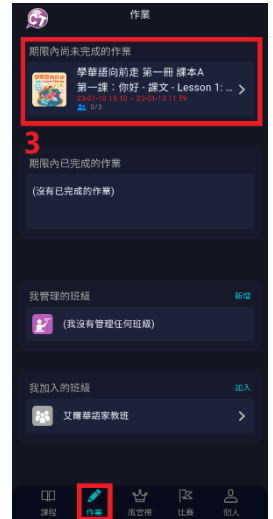 作業
期限內尚未完成的作業
學華語向前走 第一冊 課本A
第一課：你好 - 課文 - Lesson 1: ...
23-01-10 18:10 ~ 23-01-13 11:59
0/3
3
期限內已完成的作業
(沒有已完成的作業)
我管理的班級 新增
(我沒有管理任何班級)
我加入的班級 加入
艾爾華語家教班
課程 作業 風雲榜 比賽 個人